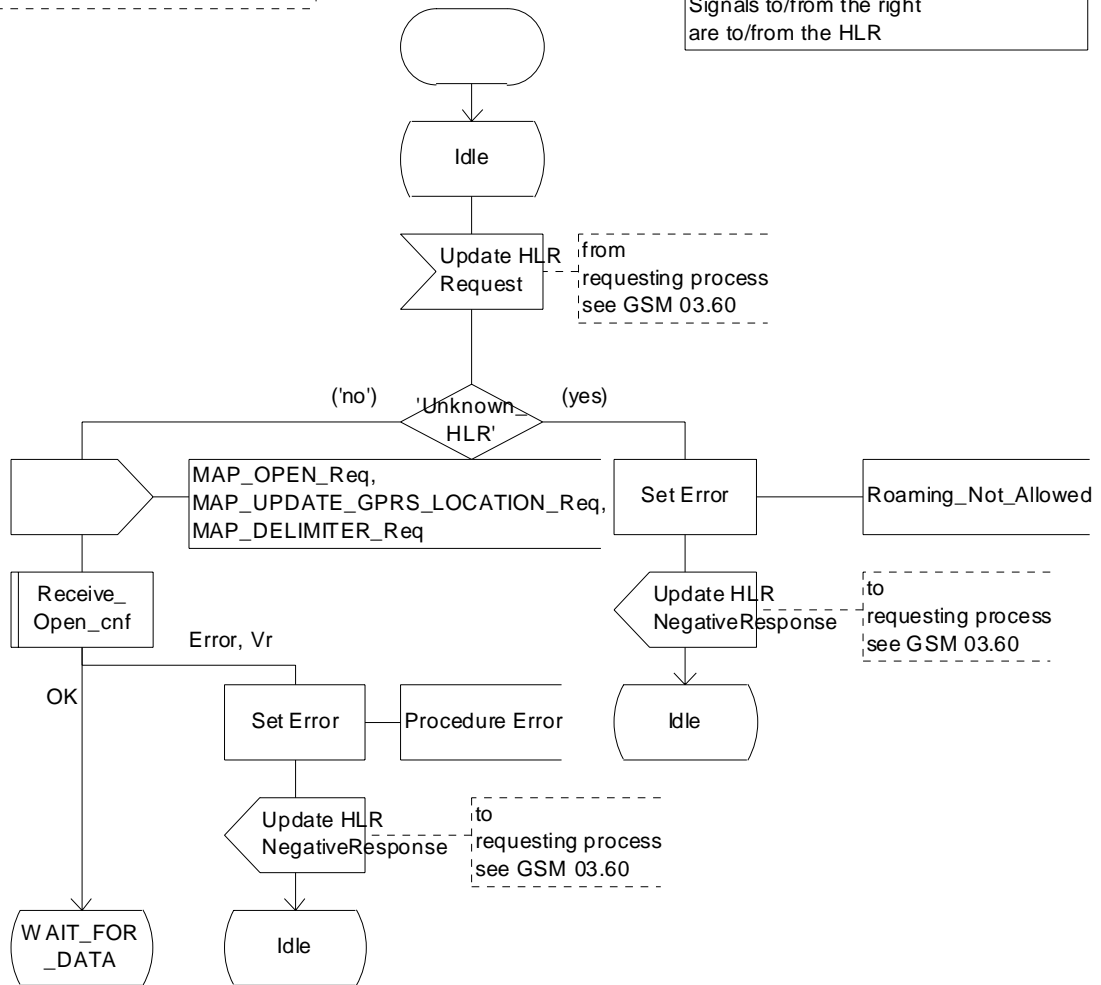 Signals to/from the right
are to/from the HLR
Idle
Update HLR
Request
from
requesting process
see GSM 03.60
('no')
'Unknown_
HLR'
(yes)
MAP_OPEN_Req,
MAP_UPDATE_GPRS_LOCATION_Req,
MAP_DELIMITER_Req
Set Error
Roaming_Not_Allowed
Receive_
Open_cnf
Update HLR
NegativeResponse
to
requesting process
see GSM 03.60
Error, Vr
OK
Set Error
Procedure Error
Idle
Update HLR
NegativeResponse
to
requesting process
see GSM 03.60
WAIT_FOR
_DATA
Idle